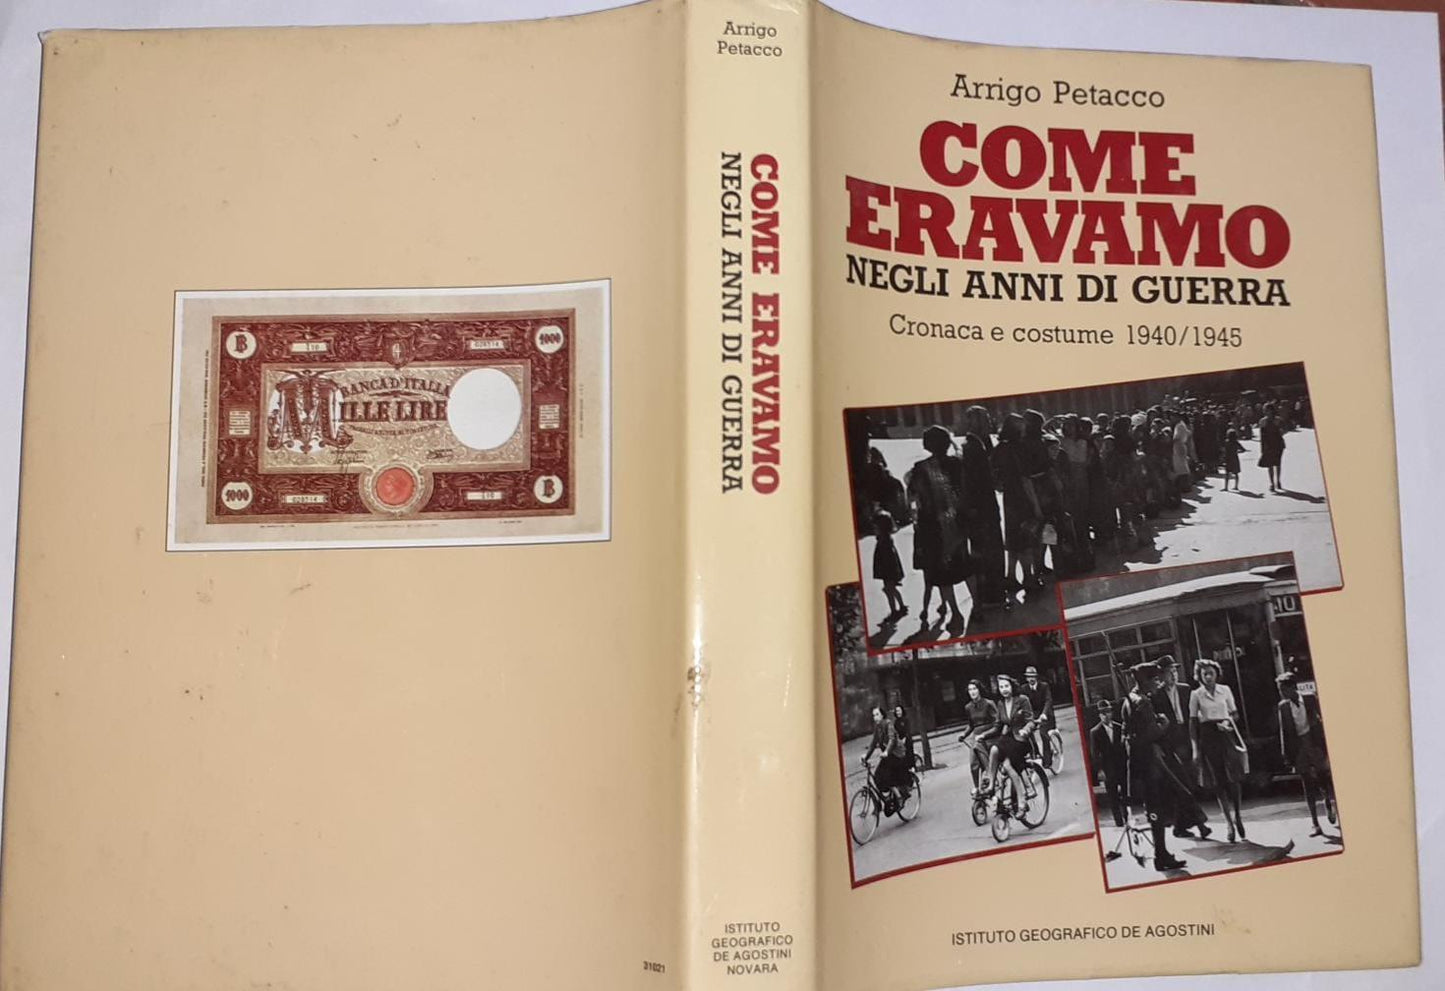 Arrigo Petacco
COME
ERAVAMO
NEGLI ANNI DI GUERRA
Cronaca e costume 1940/1945
10
ISTITUTO GEOGRAFICO DE AGOSTINI
Arrigo
Petacco
COME ERAVAMO
NEGLI ANNI DI GUERRA
ISTITUTO
GEOGRAFICO
DE AGOSTINI
NOVARA
B
1000
BANCA D'ITALIA
MILLE LIRE
1000
B
31021